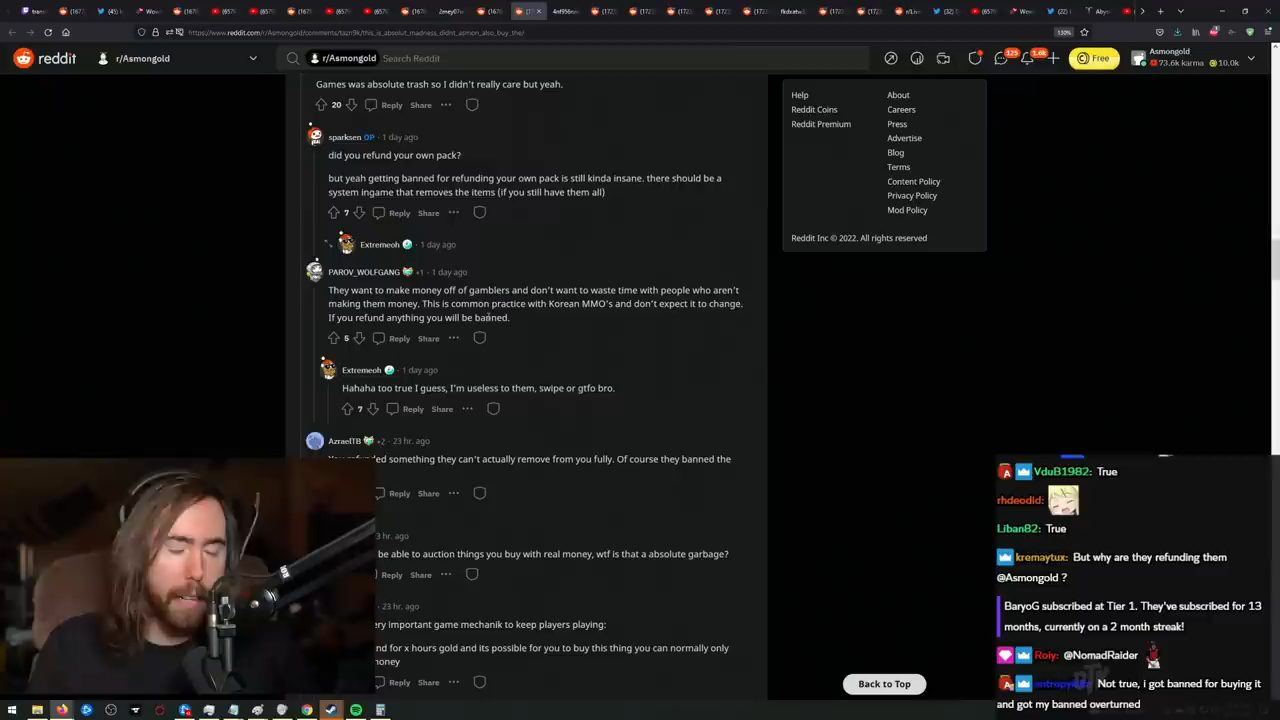 https://www.reddit.com/r/Asmongold/comments/tazr9k/this_is_absolut_madness_didnt_asmon_also_buy_the/
130%
reddit
r/Asmongold
r/Asmongold
Search Reddit
125
1.6k
Free
Asmongold
73.6k karma
10.0k
Games was absolute trash so I didn't really care but yeah.
20 Reply Share
sparksen OP · 1 day ago
did you refund your own pack?
but yeah getting banned for refunding your own pack is still kinda insane. there should be a
system ingame that removes the items (if you still have them all)
7 Reply Share
Extremeoh · 1 day ago
PAROV_WOLFGANG +1 · 1 day ago
They want to make money off of gamblers and don't want to waste time with people who aren't
making them money. This is common practice with Korean MMO's and don't expect it to change.
If you refund anything you will be banned.
5 Reply Share
Extremeoh · 1 day ago
Hahaha too true I guess, I'm useless to them, swipe or gtfo bro.
7 Reply Share
AzraelTB +2 · 23 hr. ago
You refunded something they can't actually remove from you fully. Of course they banned the
Reply Share
hr. ago
be able to auction things you buy with real money, wtf is that a absolute garbage?
Reply Share
23 hr. ago
important game mechanik to keep players playing:
for x hours gold and its possible for you to buy this thing you can normally only
money
Reply Share
Help
Reddit Coins
Reddit Premium
About
Careers
Press
Advertise
Blog
Terms
Content Policy
Privacy Policy
Mod Policy
Reddit Inc © 2022. All rights reserved
Back to Top
VduB1982: True
rhdeodid:
Liban82: True
kremaytux: But why are they refunding them
@Asmongold ?
BaryoG subscribed at Tier 1. They've subscribed for 13
months, currently on a 2 month streak!
Roiy: @NomadRaider
Not true, i got banned for buying it
and got my banned overturned